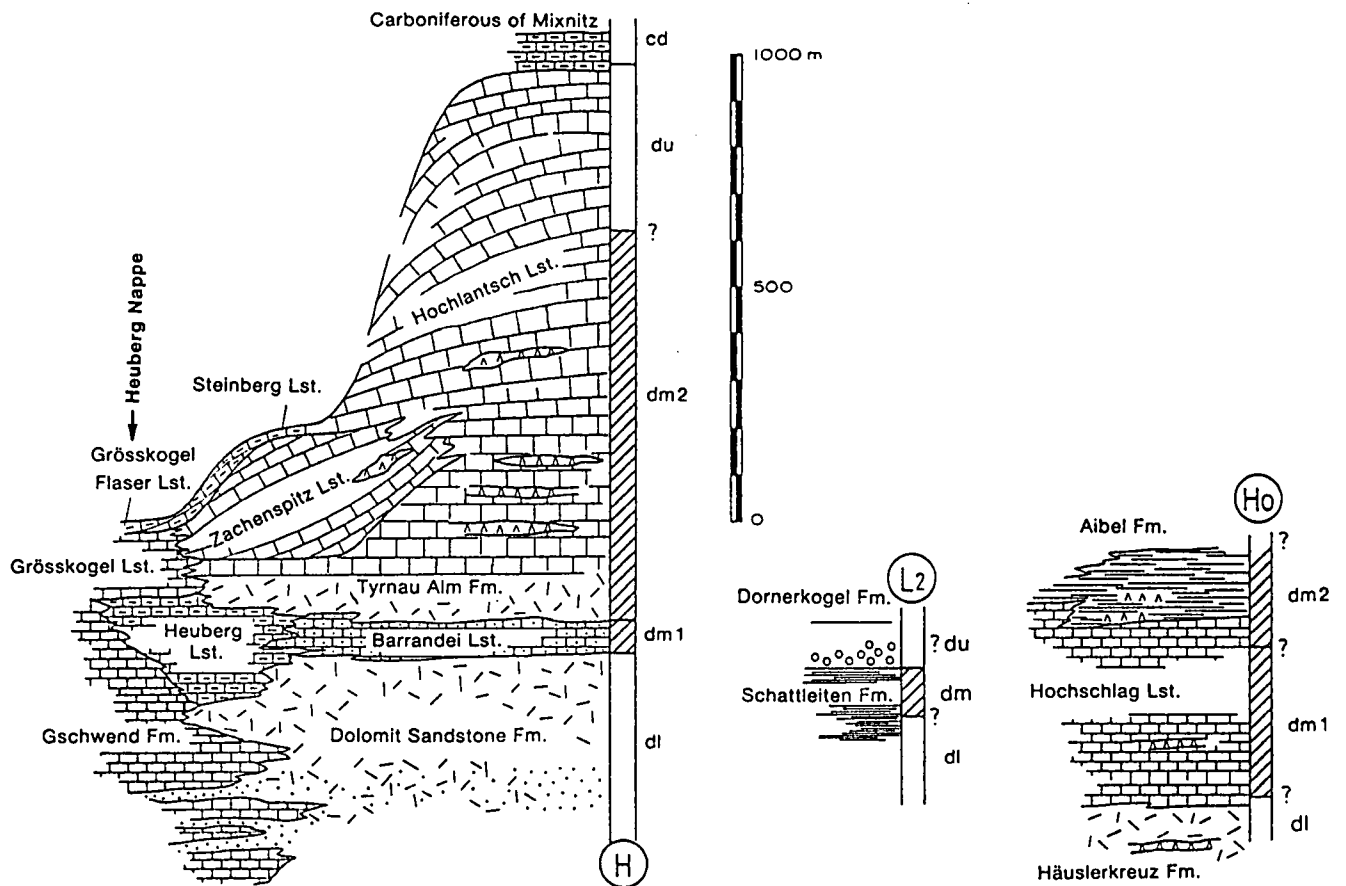 Carboniferous of Mixnitz
cd
du
?
Hochlantsch Lst.
dm2
Heuberg Nappe
Steinberg Lst.
Grösskogel
Flaser Lst.
Zachenspitz Lst.
Grösskogel Lst.
Tyrnau Alm Fm.
Heuberg
Lst.
Barrandei Lst.
dm1
Gschwend Fm.
Dolomit Sandstone Fm.
dl
H
1000 m
500
0
L2
Dornerkogel Fm.
? du
Schattleiten Fm.
dm
?
dl
Ho
Aibel Fm.
?
dm2
?
Hochschlag Lst.
dm1
?
dl
Häuslerkreuz Fm.